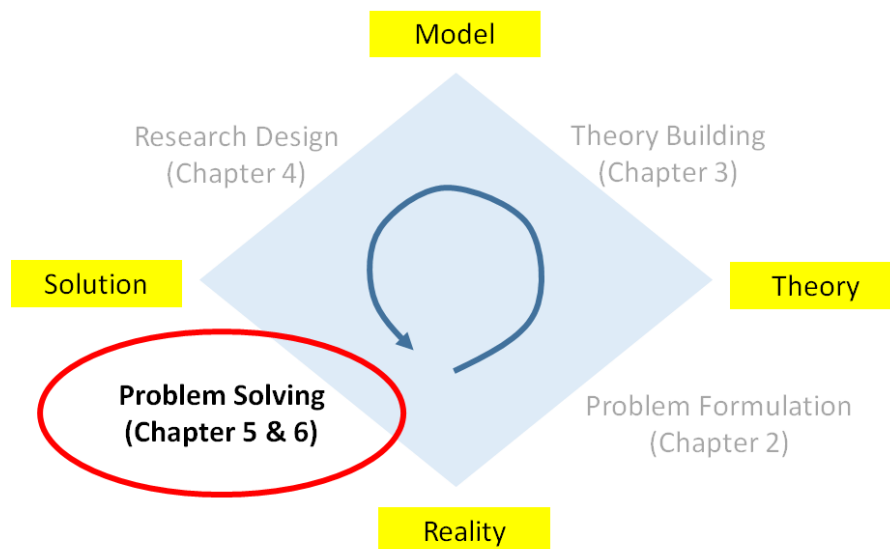 Model
Research Design
(Chapter 4)
Theory Building
(Chapter 3)
Solution
Theory
Problem Solving
(Chapter 5 & 6)
Problem Formulation
(Chapter 2)
Reality